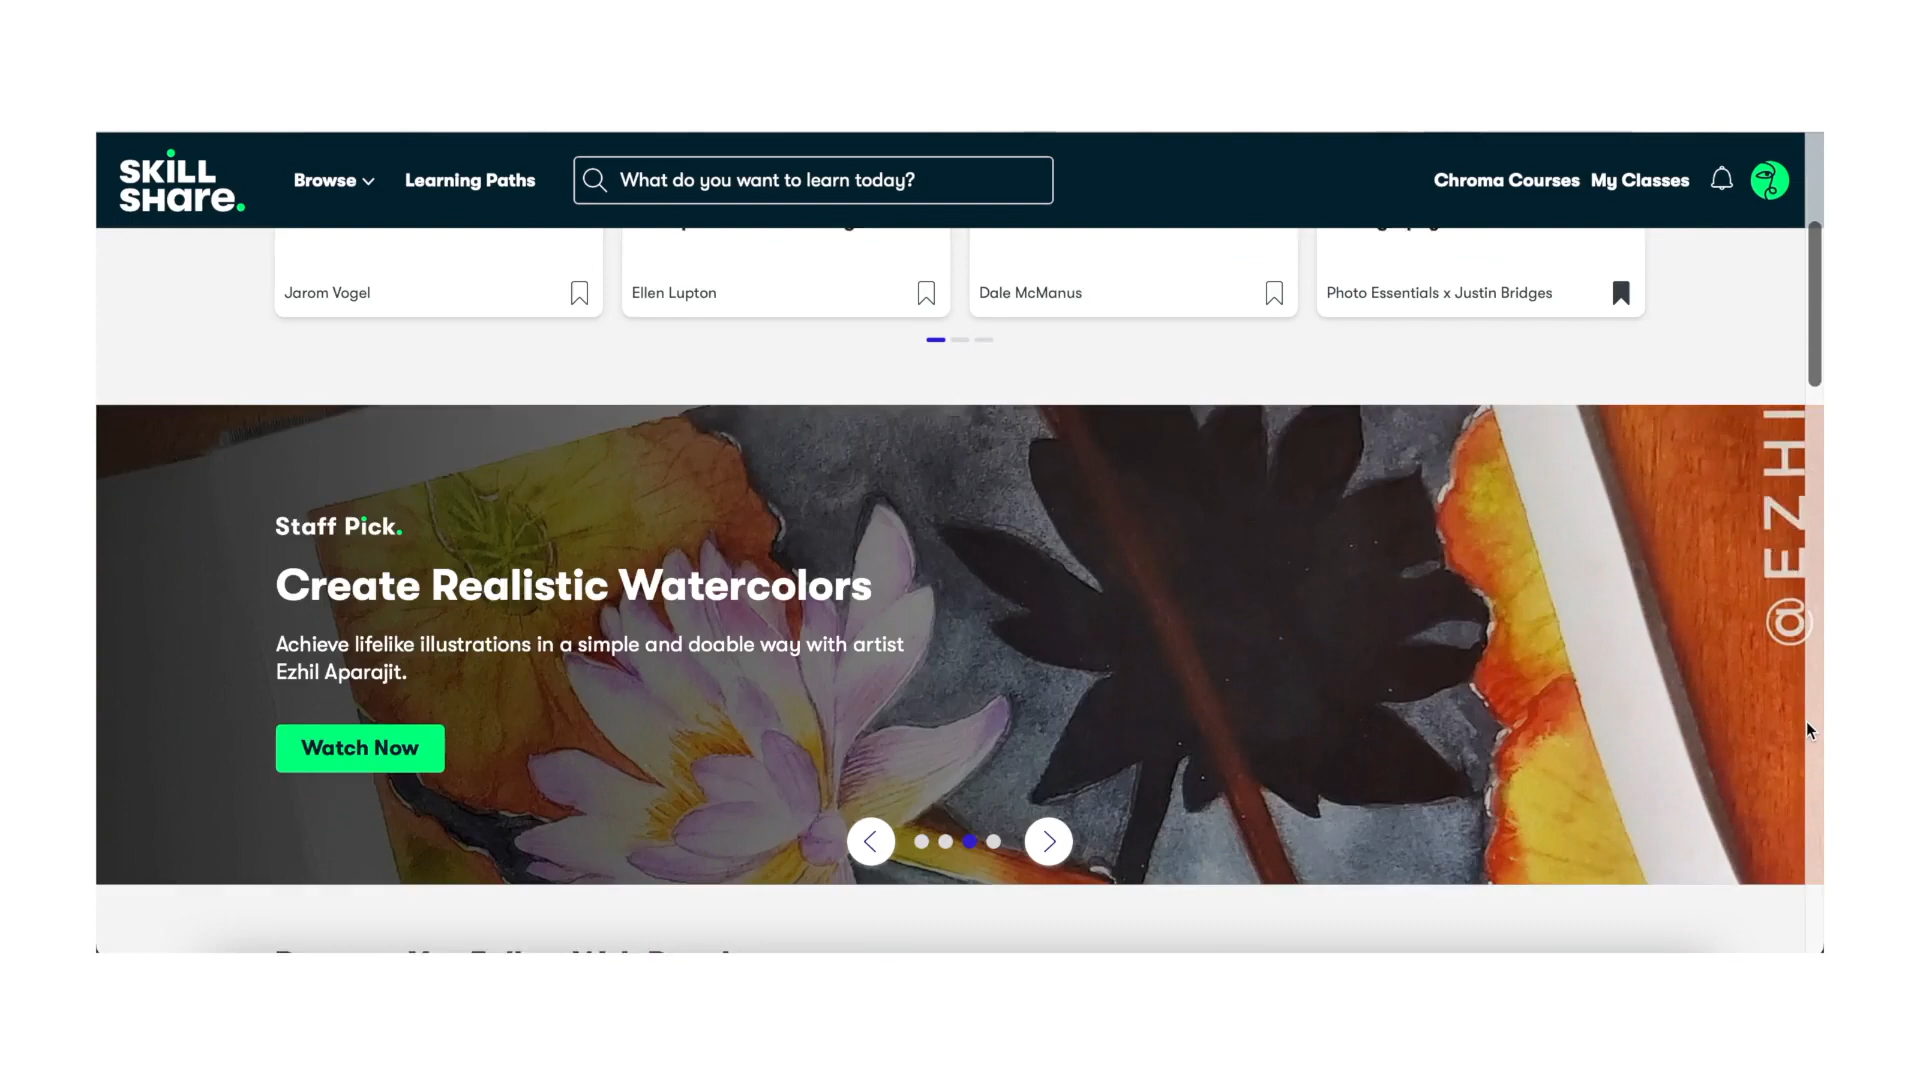 SKILL
SHARE.
Browse
Learning Paths
What do you want to learn today?
Chroma Courses
My Classes
Jarom Vogel
Ellen Lupton
Dale McManus
Photo Essentials x Justin Bridges
Staff Pick.
Create Realistic Watercolors
Achieve lifelike illustrations in a simple and doable way with artist
Ezhil Aparajit.
Watch Now
@EZHI